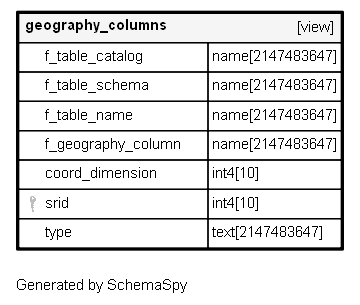 geography_columns [view]
f_table_catalog name[2147483647]
f_table_schema name[2147483647]
f_table_name name[2147483647]
f_geography_column name[2147483647]
coord_dimension int4[10]
srid int4[10]
type text[2147483647]
Generated by SchemaSpy